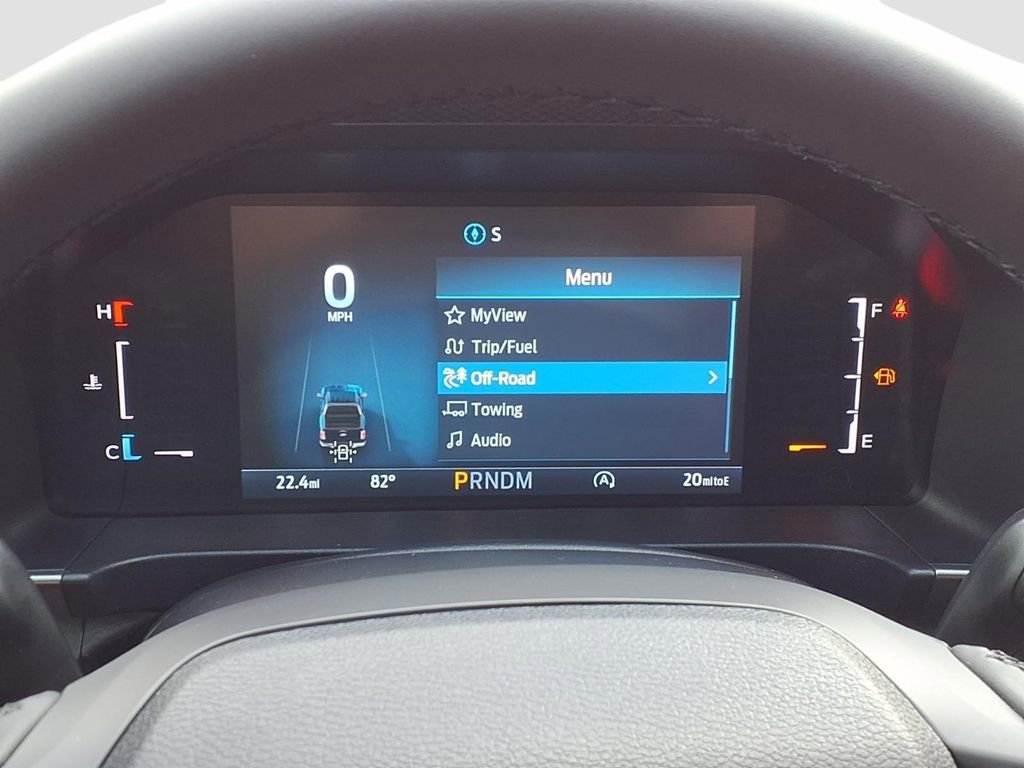 S
0
MPH
Menu
MyView
Trip/Fuel
Off-Road
Towing
Audio
H
C
F
E
22.4mi
82°
PRNDM
A
20mitoE